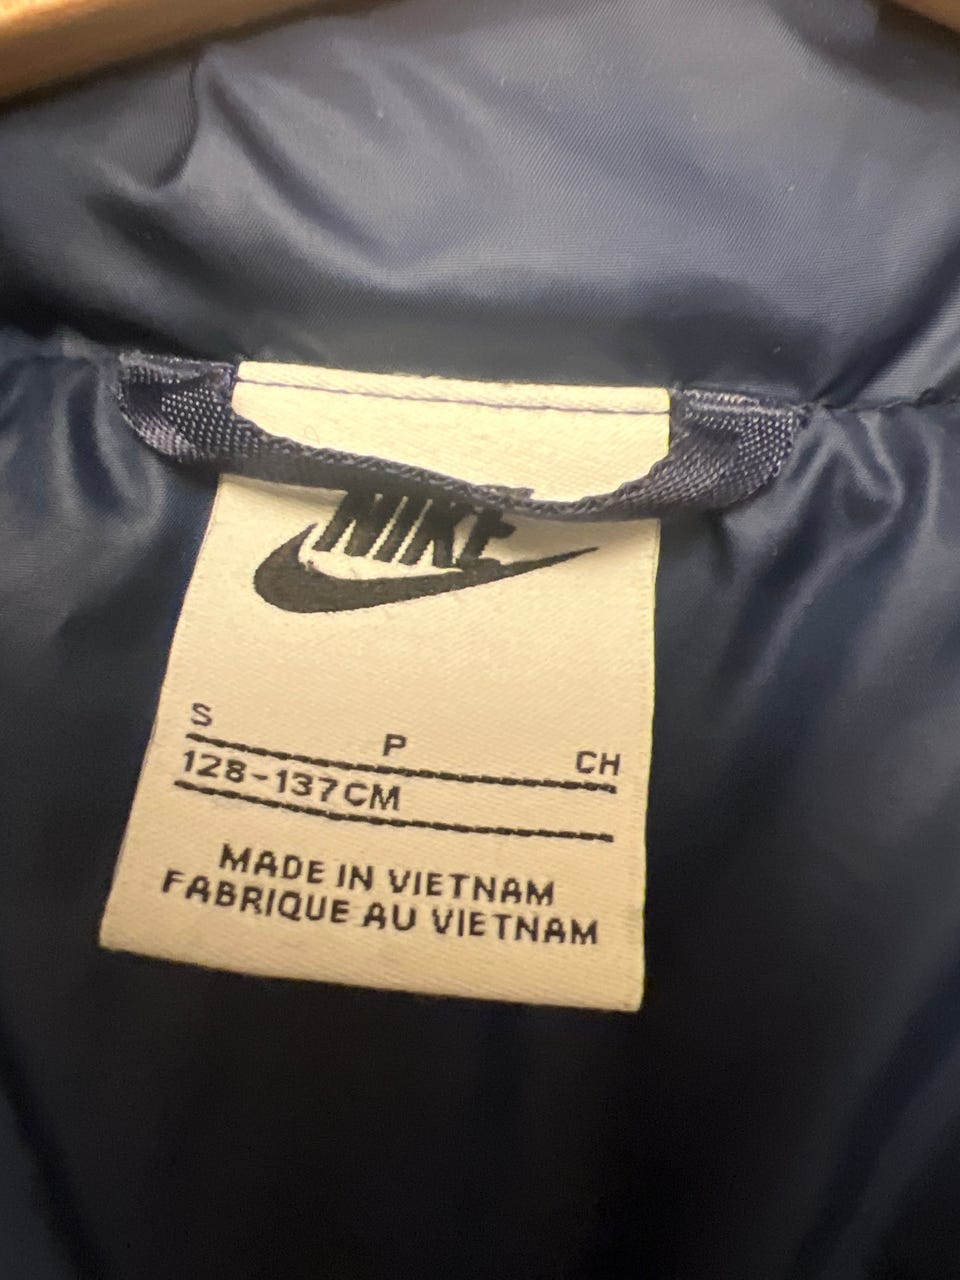 NIKE
S P CH
128-137CM
MADE IN VIETNAM
FABRIQUE AU VIETNAM